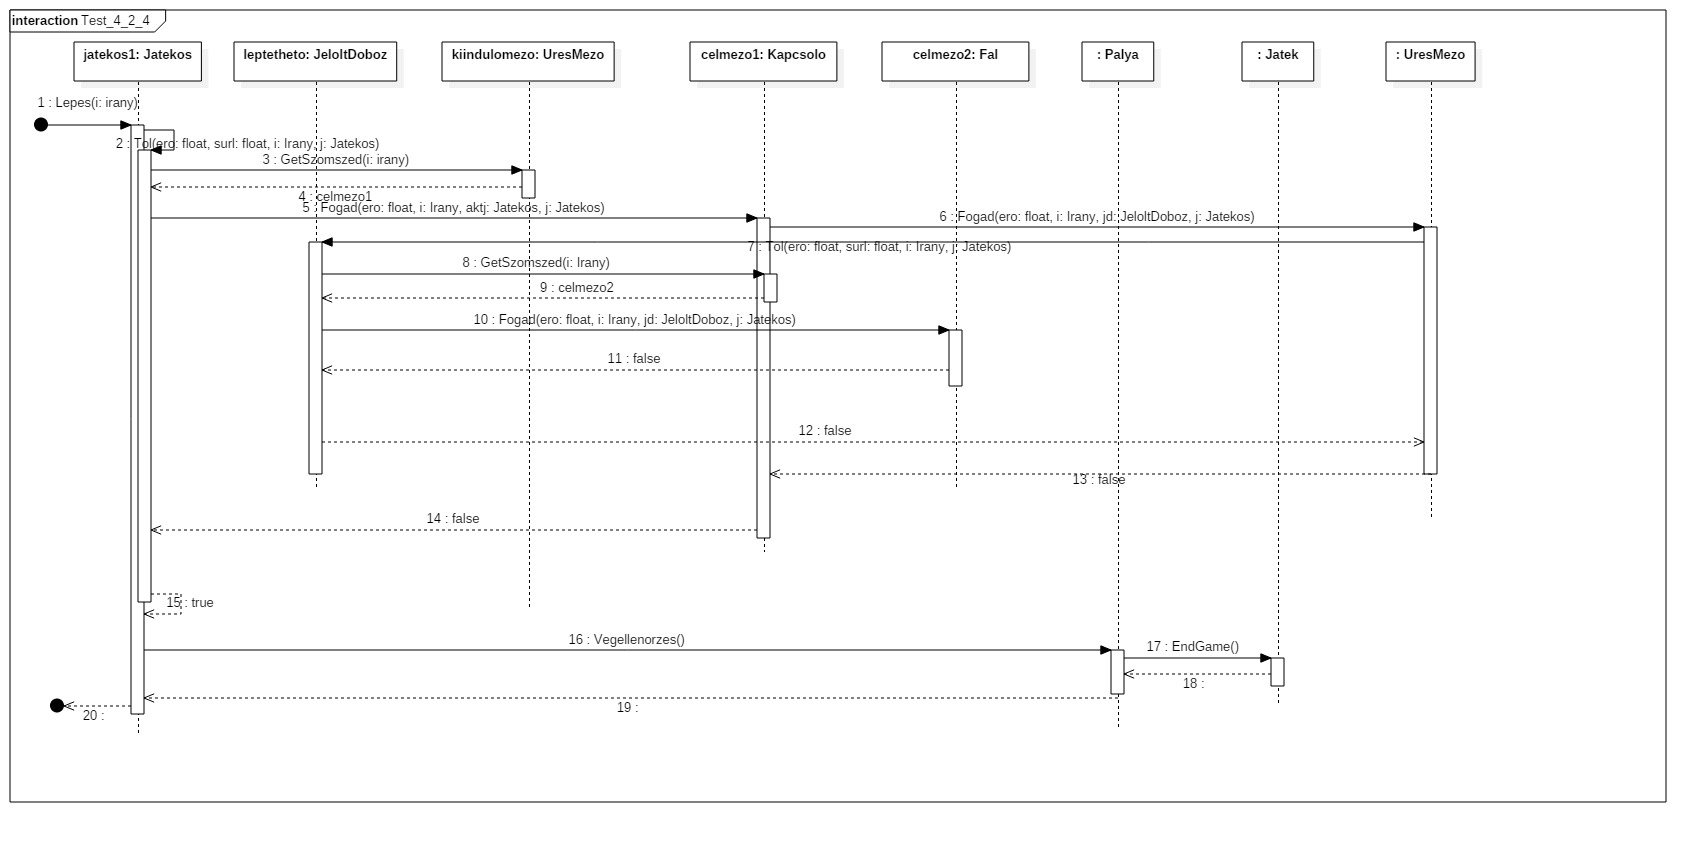 interaction Test_4_2_4
jatekos1: Jatekos
leptetheto: JeloltDoboz
kiindulomezo: UresMezo
celmezo1: Kapcsolo
celmezo2: Fal
: Palya
: Jatek
: UresMezo
1 : Lepes(i: irany)
2 : Tol(ero: float, surl: float, i: Irany, j: Jatekos)
3 : GetSzomszed(i: irany)
4 : celmezo1
5 : Fogad(ero: float, i: Irany, aktj: Jatekos, j: Jatekos)
6 : Fogad(ero: float, i: Irany, jd: JeloltDoboz, j: Jatekos)
7 : Tol(ero: float, surl: float, i: Irany, j: Jatekos)
8 : GetSzomszed(i: Irany)
9 : celmezo2
10 : Fogad(ero: float, i: Irany, jd: JeloltDoboz, j: Jatekos)
11 : false
12 : false
13 : false
14 : false
15 : true
16 : Vegellenorzes()
17 : EndGame()
18 :
19 :
20 :